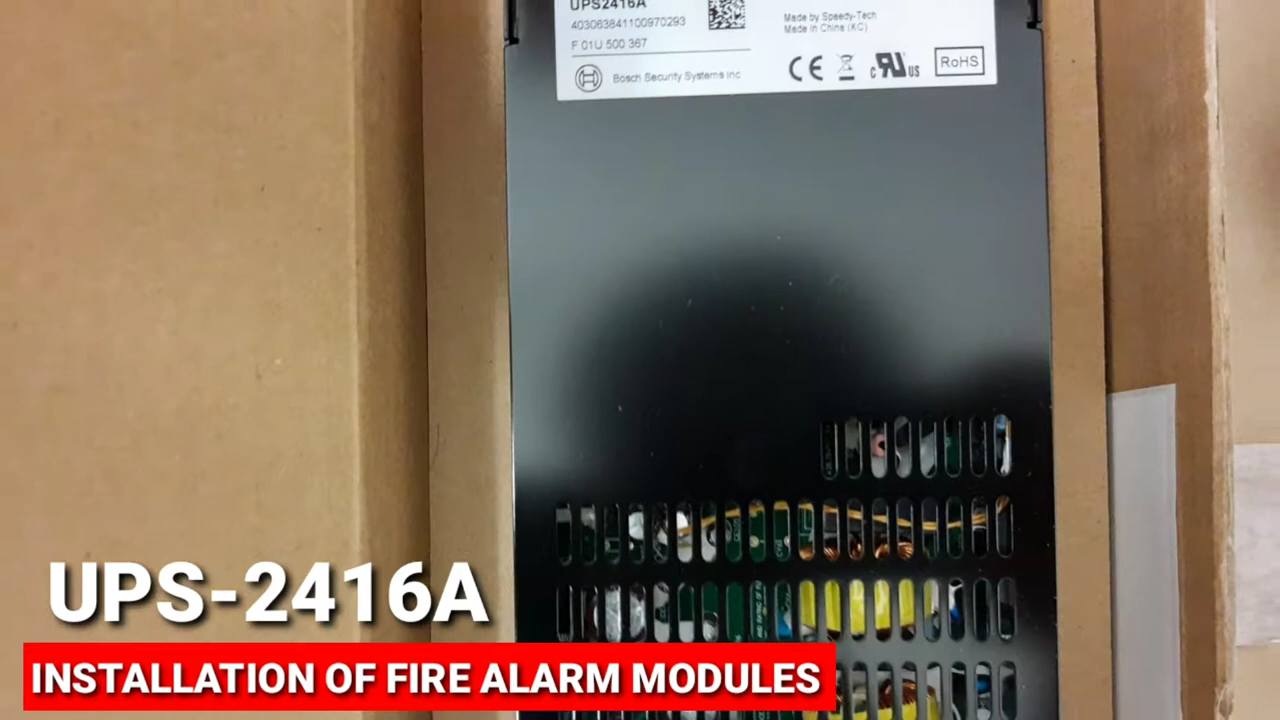 UPS2416A
403063841100970293
F 01U 500 367
Bosch Security Systems Inc
Made by Speedy-Tech
Made in China (KC)
CE
c RU US
RoHS
UPS-2416A
INSTALLATION OF FIRE ALARM MODULES